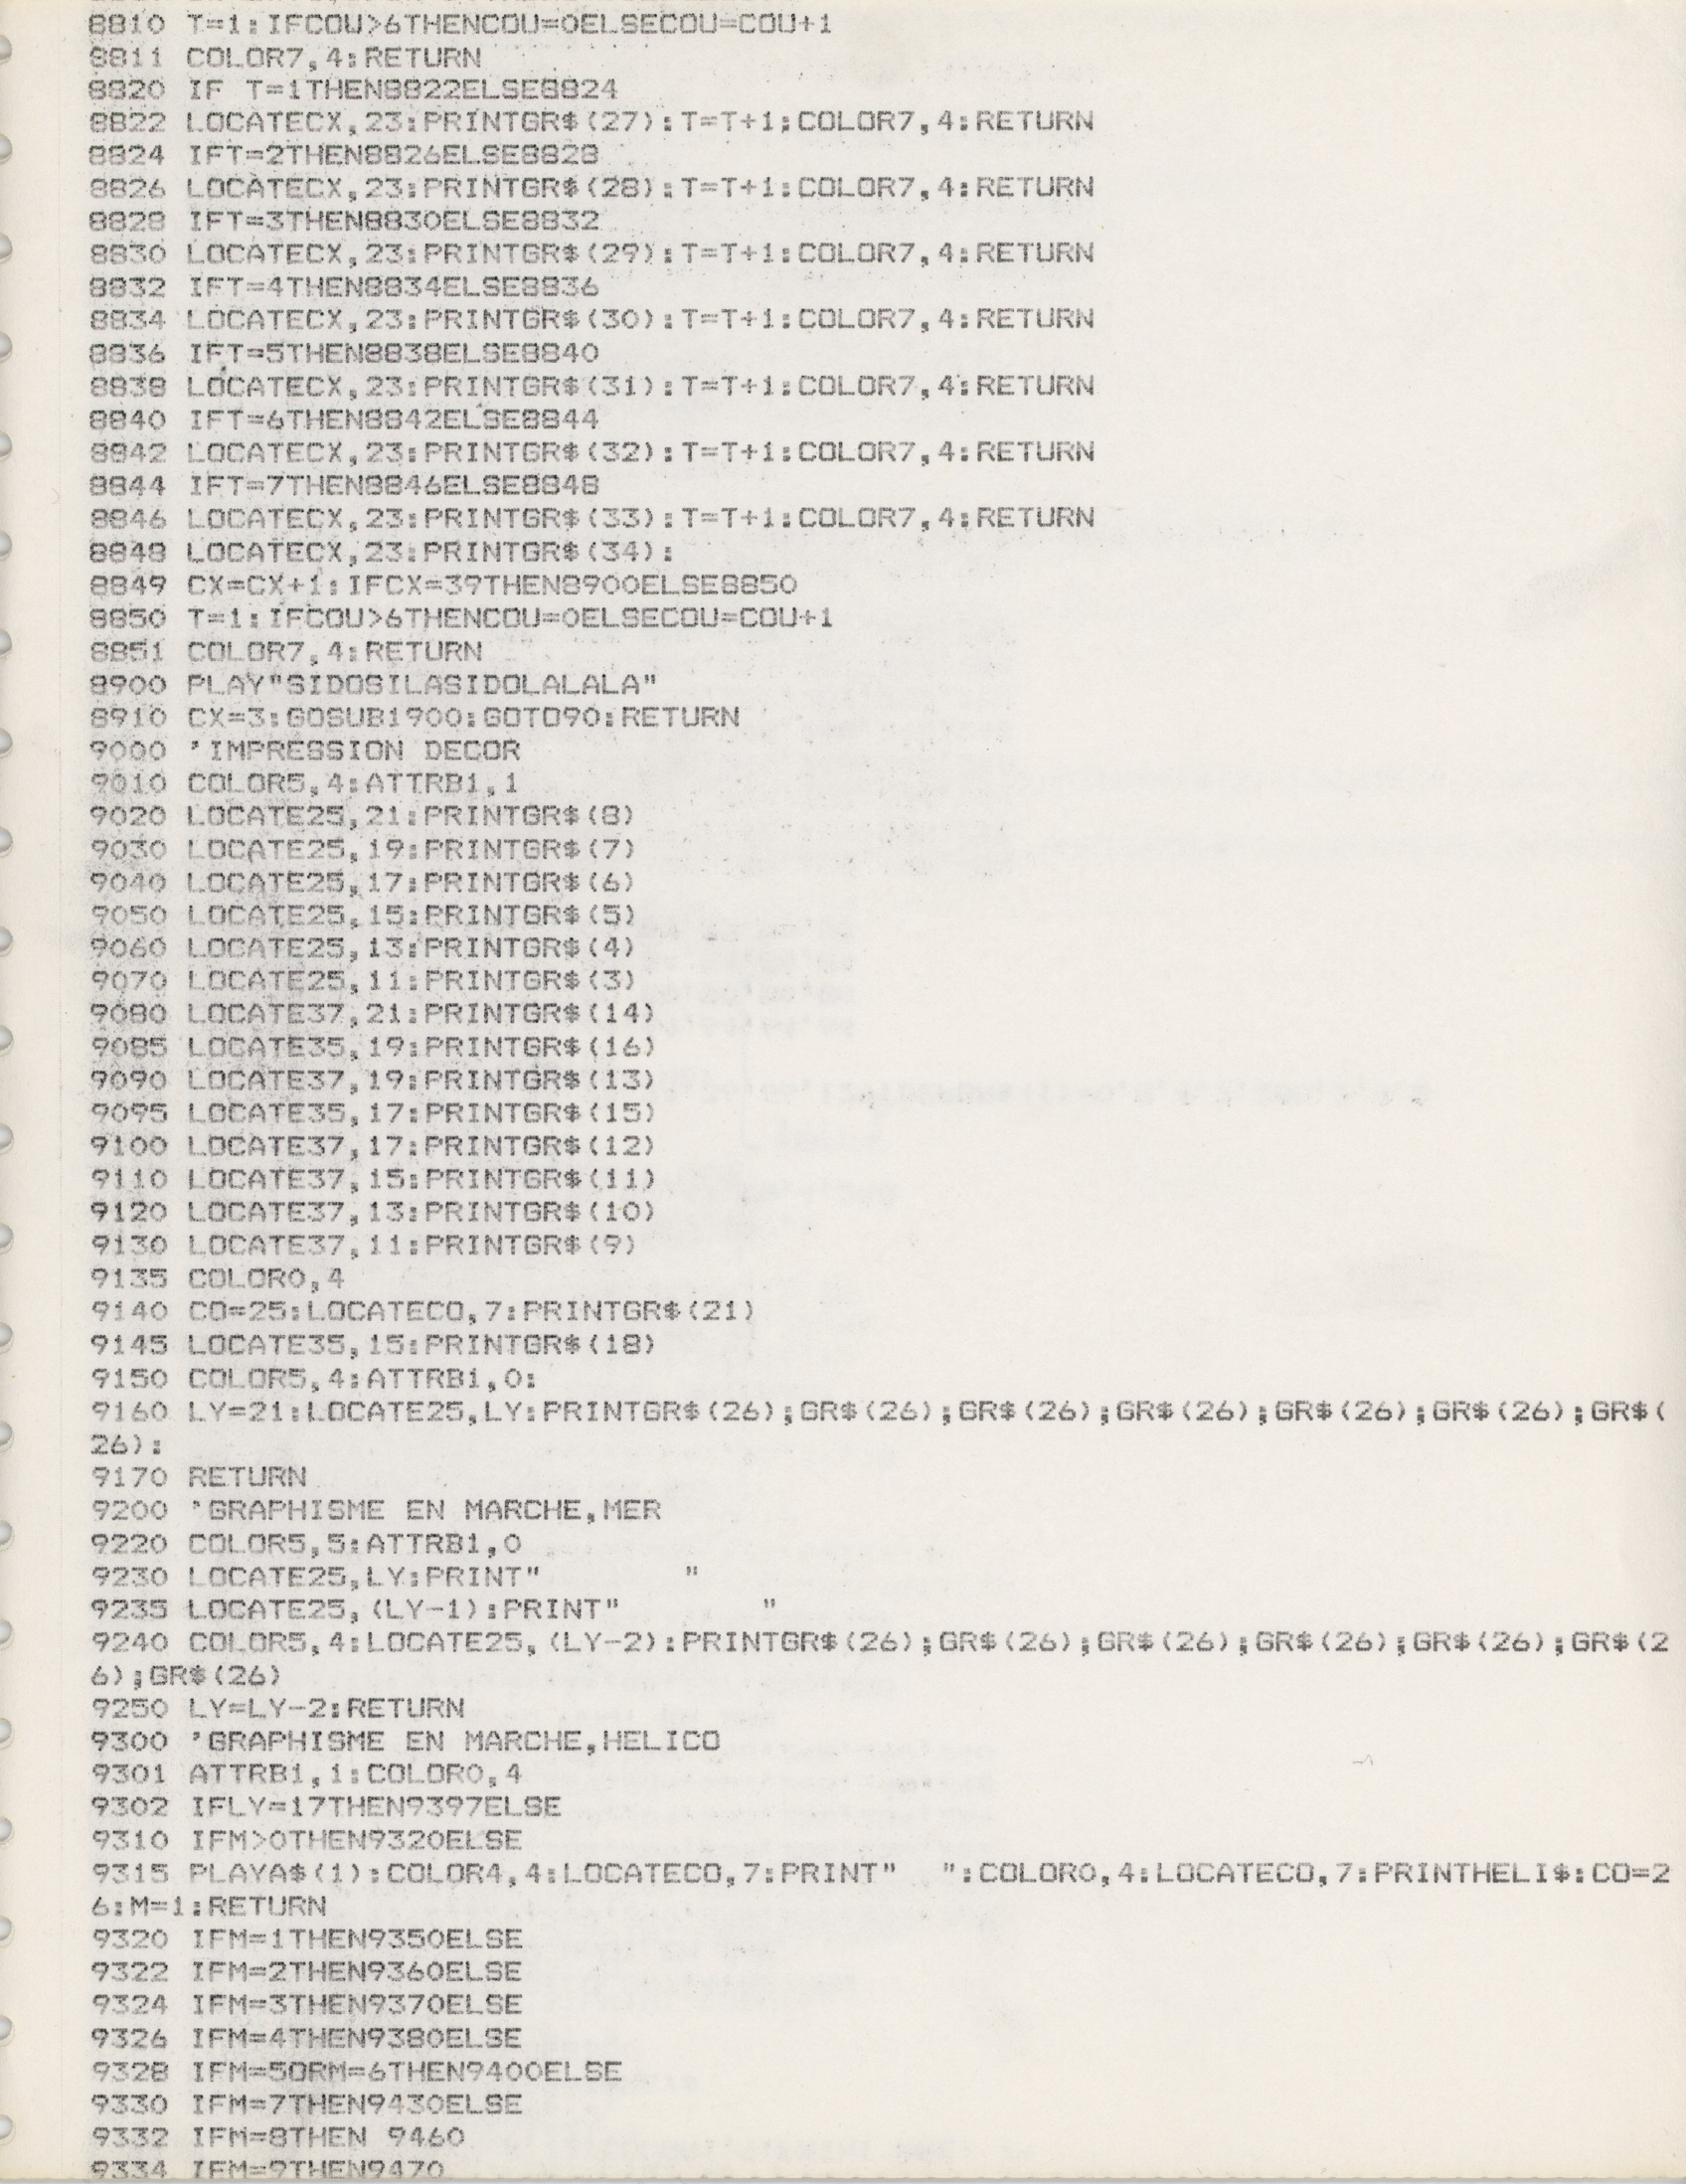 8810 T=1:IFCOU>6THENCOU=0ELSECOU=COU+1
8811 COLOR7,4:RETURN
8820 IF T=1THEN8822ELSE8824
8822 LOCATECX,23:PRINTGR$(27):T=T+1:COLOR7,4:RETURN
8824 IFT=2THEN8826ELSE8828
8826 LOCATECX,23:PRINTGR$(28):T=T+1:COLOR7,4:RETURN
8828 IFT=3THEN8830ELSE8832
8830 LOCATECX,23:PRINTGR$(29):T=T+1:COLOR7,4:RETURN
8832 IFT=4THEN8834ELSE8836
8834 LOCATECX,23:PRINTGR$(30):T=T+1:COLOR7,4:RETURN
8836 IFT=5THEN8838ELSE8840
8838 LOCATECX,23:PRINTGR$(31):T=T+1:COLOR7,4:RETURN
8840 IFT=6THEN8842ELSE8844
8842 LOCATECX,23:PRINTGR$(32):T=T+1:COLOR7,4:RETURN
8844 IFT=7THEN8846ELSE8848
8846 LOCATECX,23:PRINTGR$(33):T=T+1:COLOR7,4:RETURN
8848 LOCATECX,23:PRINTGR$(34):
8849 CX=CX+1:IFCX=39THEN8900ELSE8850
8850 T=1:IFCOU>6THENCOU=0ELSECOU=COU+1
8851 COLOR7,4:RETURN
8900 PLAY"SIDOSILASIDOLALALA"
8910 CX=3:GOSUB1900:GOTO90:RETURN
9000 'IMPRESSION DECOR
9010 COLOR5,4:ATTRB1,1
9020 LOCATE25,21:PRINTGR$(8)
9030 LOCATE25,19:PRINTGR$(7)
9040 LOCATE25,17:PRINTGR$(6)
9050 LOCATE25,15:PRINTGR$(5)
9060 LOCATE25,13:PRINTGR$(4)
9070 LOCATE25,11:PRINTGR$(3)
9080 LOCATE37,21:PRINTGR$(14)
9085 LOCATE35,19:PRINTGR$(16)
9090 LOCATE37,19:PRINTGR$(13)
9095 LOCATE35,17:PRINTGR$(15)
9100 LOCATE37,17:PRINTGR$(12)
9110 LOCATE37,15:PRINTGR$(11)
9120 LOCATE37,13:PRINTGR$(10)
9130 LOCATE37,11:PRINTGR$(9)
9135 COLOR0,4
9140 CO=25:LOCATECO,7:PRINTGR$(21)
9145 LOCATE35,15:PRINTGR$(18)
9150 COLOR5,4:ATTRB1,0:
9160 LY=21:LOCATE25,LY:PRINTGR$(26);GR$(26);GR$(26);GR$(26);GR$(26);GR$(26);GR$(
26):
9170 RETURN
9200 'GRAPHISME EN MARCHE,MER
9220 COLOR5,5:ATTRB1,0
9230 LOCATE25,LY:PRINT"       "
9235 LOCATE25,(LY-1):PRINT"       "
9240 COLOR5,4:LOCATE25,(LY-2):PRINTGR$(26);GR$(26);GR$(26);GR$(26);GR$(26);GR$(2
6);GR$(26)
9250 LY=LY-2:RETURN
9300 'GRAPHISME EN MARCHE,HELICO
9301 ATTRB1,1:COLOR0,4
9302 IFLY=17THEN9397ELSE
9310 IFM>0THEN9320ELSE
9315 PLAYA$(1):COLOR4,4:LOCATECO,7:PRINT"  ":COLOR0,4:LOCATECO,7:PRINTHELI$:CO=2
6:M=1:RETURN
9320 IFM=1THEN9350ELSE
9322 IFM=2THEN9360ELSE
9324 IFM=3THEN9370ELSE
9326 IFM=4THEN9380ELSE
9328 IFM=5ORM=6THEN9400ELSE
9330 IFM=7THEN9430ELSE
9332 IFM=8THEN 9460
9334 IFM=9THEN9470